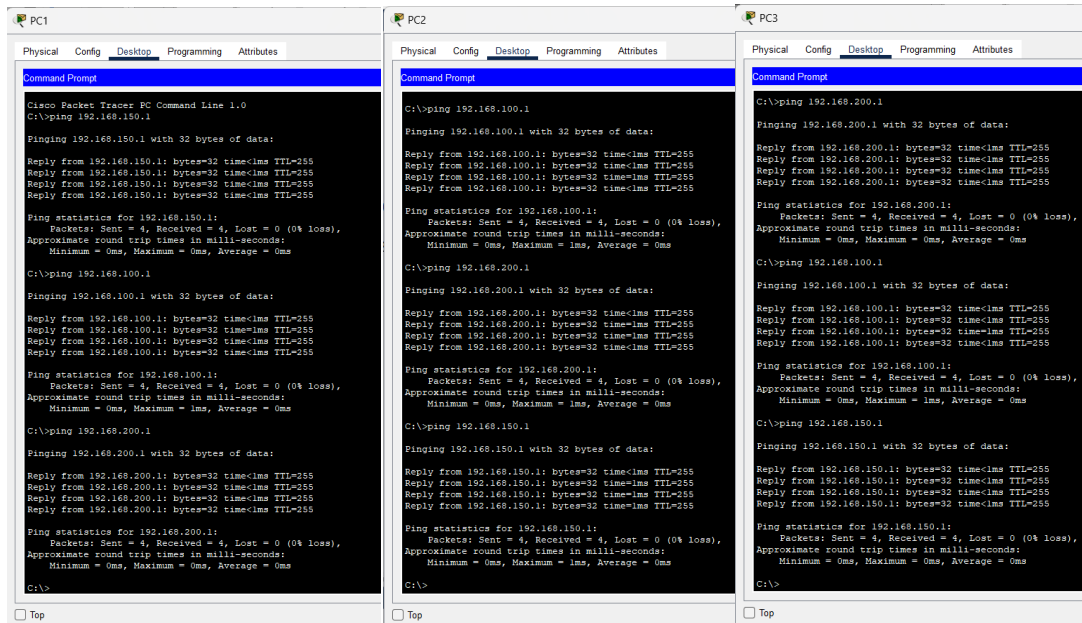 PC1
Physical Config Desktop Programming Attributes
Command Prompt
Cisco Packet Tracer PC Command Line 1.0
C:\>ping 192.168.150.1
Pinging 192.168.150.1 with 32 bytes of data:
Reply from 192.168.150.1: bytes=32 time<1ms TTL=255
Reply from 192.168.150.1: bytes=32 time<1ms TTL=255
Reply from 192.168.150.1: bytes=32 time<1ms TTL=255
Reply from 192.168.150.1: bytes=32 time<1ms TTL=255
Ping statistics for 192.168.150.1:
Packets: Sent = 4, Received = 4, Lost = 0 (0% loss),
Approximate round trip times in milli-seconds:
Minimum = 0ms, Maximum = 0ms, Average = 0ms
C:\>ping 192.168.100.1
Pinging 192.168.100.1 with 32 bytes of data:
Reply from 192.168.100.1: bytes=32 time<1ms TTL=255
Reply from 192.168.100.1: bytes=32 time=1ms TTL=255
Reply from 192.168.100.1: bytes=32 time<1ms TTL=255
Reply from 192.168.100.1: bytes=32 time<1ms TTL=255
Ping statistics for 192.168.100.1:
Packets: Sent = 4, Received = 4, Lost = 0 (0% loss),
Approximate round trip times in milli-seconds:
Minimum = 0ms, Maximum = 1ms, Average = 0ms
C:\>ping 192.168.200.1
Pinging 192.168.200.1 with 32 bytes of data:
Reply from 192.168.200.1: bytes=32 time<1ms TTL=255
Reply from 192.168.200.1: bytes=32 time<1ms TTL=255
Reply from 192.168.200.1: bytes=32 time<1ms TTL=255
Reply from 192.168.200.1: bytes=32 time<1ms TTL=255
Ping statistics for 192.168.200.1:
Packets: Sent = 4, Received = 4, Lost = 0 (0% loss),
Approximate round trip times in milli-seconds:
Minimum = 0ms, Maximum = 0ms, Average = 0ms
C:\>
Top
PC2
Physical Config Desktop Programming Attributes
Command Prompt
C:\>ping 192.168.100.1
Pinging 192.168.100.1 with 32 bytes of data:
Reply from 192.168.100.1: bytes=32 time<1ms TTL=255
Reply from 192.168.100.1: bytes=32 time<1ms TTL=255
Reply from 192.168.100.1: bytes=32 time=1ms TTL=255
Reply from 192.168.100.1: bytes=32 time<1ms TTL=255
Ping statistics for 192.168.100.1:
Packets: Sent = 4, Received = 4, Lost = 0 (0% loss),
Approximate round trip times in milli-seconds:
Minimum = 0ms, Maximum = 1ms, Average = 0ms
C:\>ping 192.168.200.1
Pinging 192.168.200.1 with 32 bytes of data:
Reply from 192.168.200.1: bytes=32 time<1ms TTL=255
Reply from 192.168.200.1: bytes=32 time<1ms TTL=255
Reply from 192.168.200.1: bytes=32 time=1ms TTL=255
Reply from 192.168.200.1: bytes=32 time=1ms TTL=255
Ping statistics for 192.168.200.1:
Packets: Sent = 4, Received = 4, Lost = 0 (0% loss),
Approximate round trip times in milli-seconds:
Minimum = 0ms, Maximum = 1ms, Average = 0ms
C:\>ping 192.168.150.1
Pinging 192.168.150.1 with 32 bytes of data:
Reply from 192.168.150.1: bytes=32 time<1ms TTL=255
Reply from 192.168.150.1: bytes=32 time=1ms TTL=255
Reply from 192.168.150.1: bytes=32 time=1ms TTL=255
Reply from 192.168.150.1: bytes=32 time<1ms TTL=255
Ping statistics for 192.168.150.1:
Packets: Sent = 4, Received = 4, Lost = 0 (0% loss),
Approximate round trip times in milli-seconds:
Minimum = 0ms, Maximum = 1ms, Average = 0ms
C:\>
Top
PC3
Physical Config Desktop Programming Attributes
Command Prompt
C:\>ping 192.168.200.1
Pinging 192.168.200.1 with 32 bytes of data:
Reply from 192.168.200.1: bytes=32 time<1ms TTL=255
Reply from 192.168.200.1: bytes=32 time<1ms TTL=255
Reply from 192.168.200.1: bytes=32 time<1ms TTL=255
Reply from 192.168.200.1: bytes=32 time<1ms TTL=255
Ping statistics for 192.168.200.1:
Packets: Sent = 4, Received = 4, Lost = 0 (0% loss),
Approximate round trip times in milli-seconds:
Minimum = 0ms, Maximum = 0ms, Average = 0ms
C:\>ping 192.168.100.1
Pinging 192.168.100.1 with 32 bytes of data:
Reply from 192.168.100.1: bytes=32 time<1ms TTL=255
Reply from 192.168.100.1: bytes=32 time<1ms TTL=255
Reply from 192.168.100.1: bytes=32 time=1ms TTL=255
Reply from 192.168.100.1: bytes=32 time<1ms TTL=255
Ping statistics for 192.168.100.1:
Packets: Sent = 4, Received = 4, Lost = 0 (0% loss),
Approximate round trip times in milli-seconds:
Minimum = 0ms, Maximum = 1ms, Average = 0ms
C:\>ping 192.168.150.1
Pinging 192.168.150.1 with 32 bytes of data:
Reply from 192.168.150.1: bytes=32 time<1ms TTL=255
Reply from 192.168.150.1: bytes=32 time<1ms TTL=255
Reply from 192.168.150.1: bytes=32 time<1ms TTL=255
Reply from 192.168.150.1: bytes=32 time<1ms TTL=255
Ping statistics for 192.168.150.1:
Packets: Sent = 4, Received = 4, Lost = 0 (0% loss),
Approximate round trip times in milli-seconds:
Minimum = 0ms, Maximum = 0ms, Average = 0ms
C:\>
Top